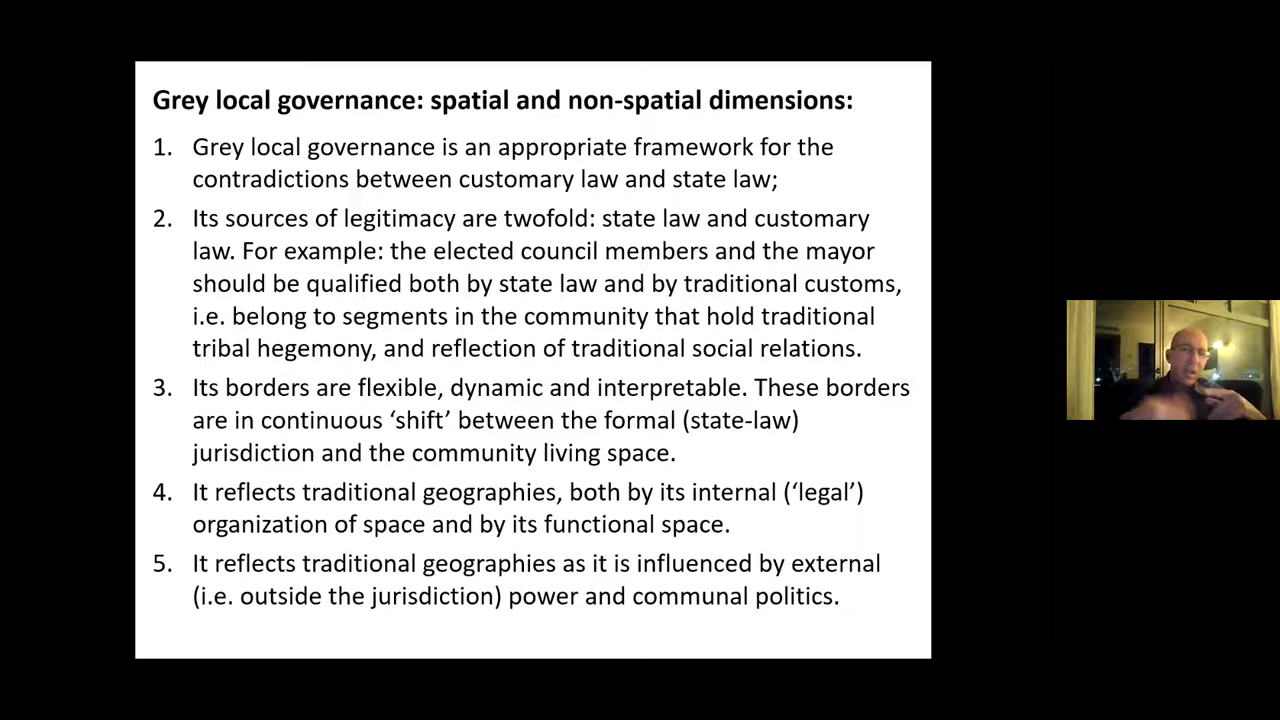 Grey local governance: spatial and non-spatial dimensions:
1. Grey local governance is an appropriate framework for the
contradictions between customary law and state law;
2. Its sources of legitimacy are twofold: state law and customary
law. For example: the elected council members and the mayor
should be qualified both by state law and by traditional customs,
i.e. belong to segments in the community that hold traditional
tribal hegemony, and reflection of traditional social relations.
3. Its borders are flexible, dynamic and interpretable. These borders
are in continuous ‘shift’ between the formal (state-law)
jurisdiction and the community living space.
4. It reflects traditional geographies, both by its internal (‘legal’)
organization of space and by its functional space.
5. It reflects traditional geographies as it is influenced by external
(i.e. outside the jurisdiction) power and communal politics.